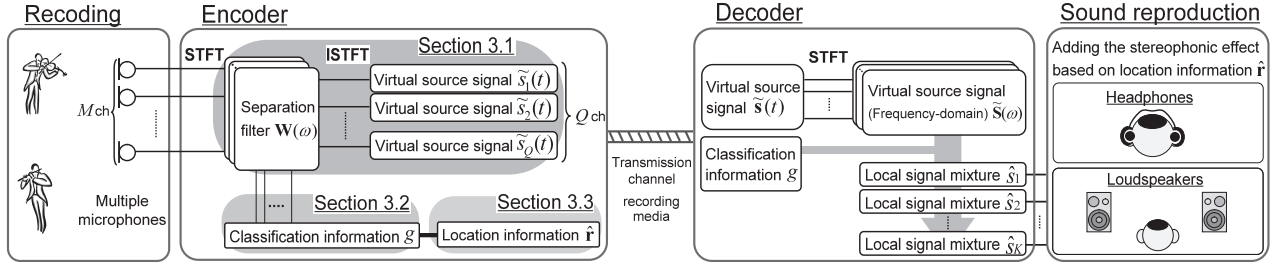 Recoding
M ch
Multiple
microphones
Encoder
STFT
ISTFT
Section 3.1
Separation
filter W(ω)
Virtual source signal s̃₁(t)
Virtual source signal s̃₂(t)
Virtual source signal s̃_Q(t)
Q ch
Section 3.2
Classification information g
Section 3.3
Location information r̂
Transmission
channel
recording
media
Decoder
Virtual source
signal s̃(t)
STFT
Virtual source signal
(Frequency-domain) S̃(ω)
Classification
information g
Local signal mixture ŝ₁
Local signal mixture ŝ₂
Local signal mixture ŝ_K
Sound reproduction
Adding the stereophonic effect
based on location information r̂
Headphones
Loudspeakers